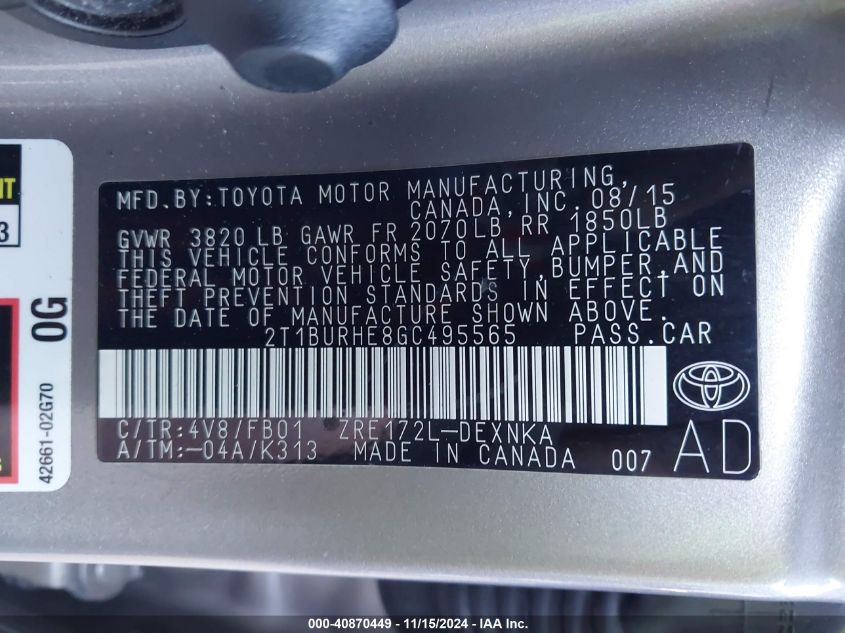 MFD.BY:TOYOTA MOTOR MANUFACTURING,
CANADA,INC.08/15
GVWR 3820 LB GAWR FR 2070LB RR 1850LB
THIS VEHICLE CONFORMS TO ALL APPLICABLE
FEDERAL MOTOR VEHICLE SAFETY,BUMPER,AND
THEFT PREVENTION STANDARDS IN EFFECT ON
THE DATE OF MANUFACTURE SHOWN ABOVE.
2T1BURHE8GC495565 PASS.CAR
C/TR:4V8/FB01 ZRE172L-DEXNKA
A/TM:-04A/K313 MADE IN CANADA 007 AD
3
0G
42661-02G70
000-40870449 - 11/15/2024 - IAA Inc.